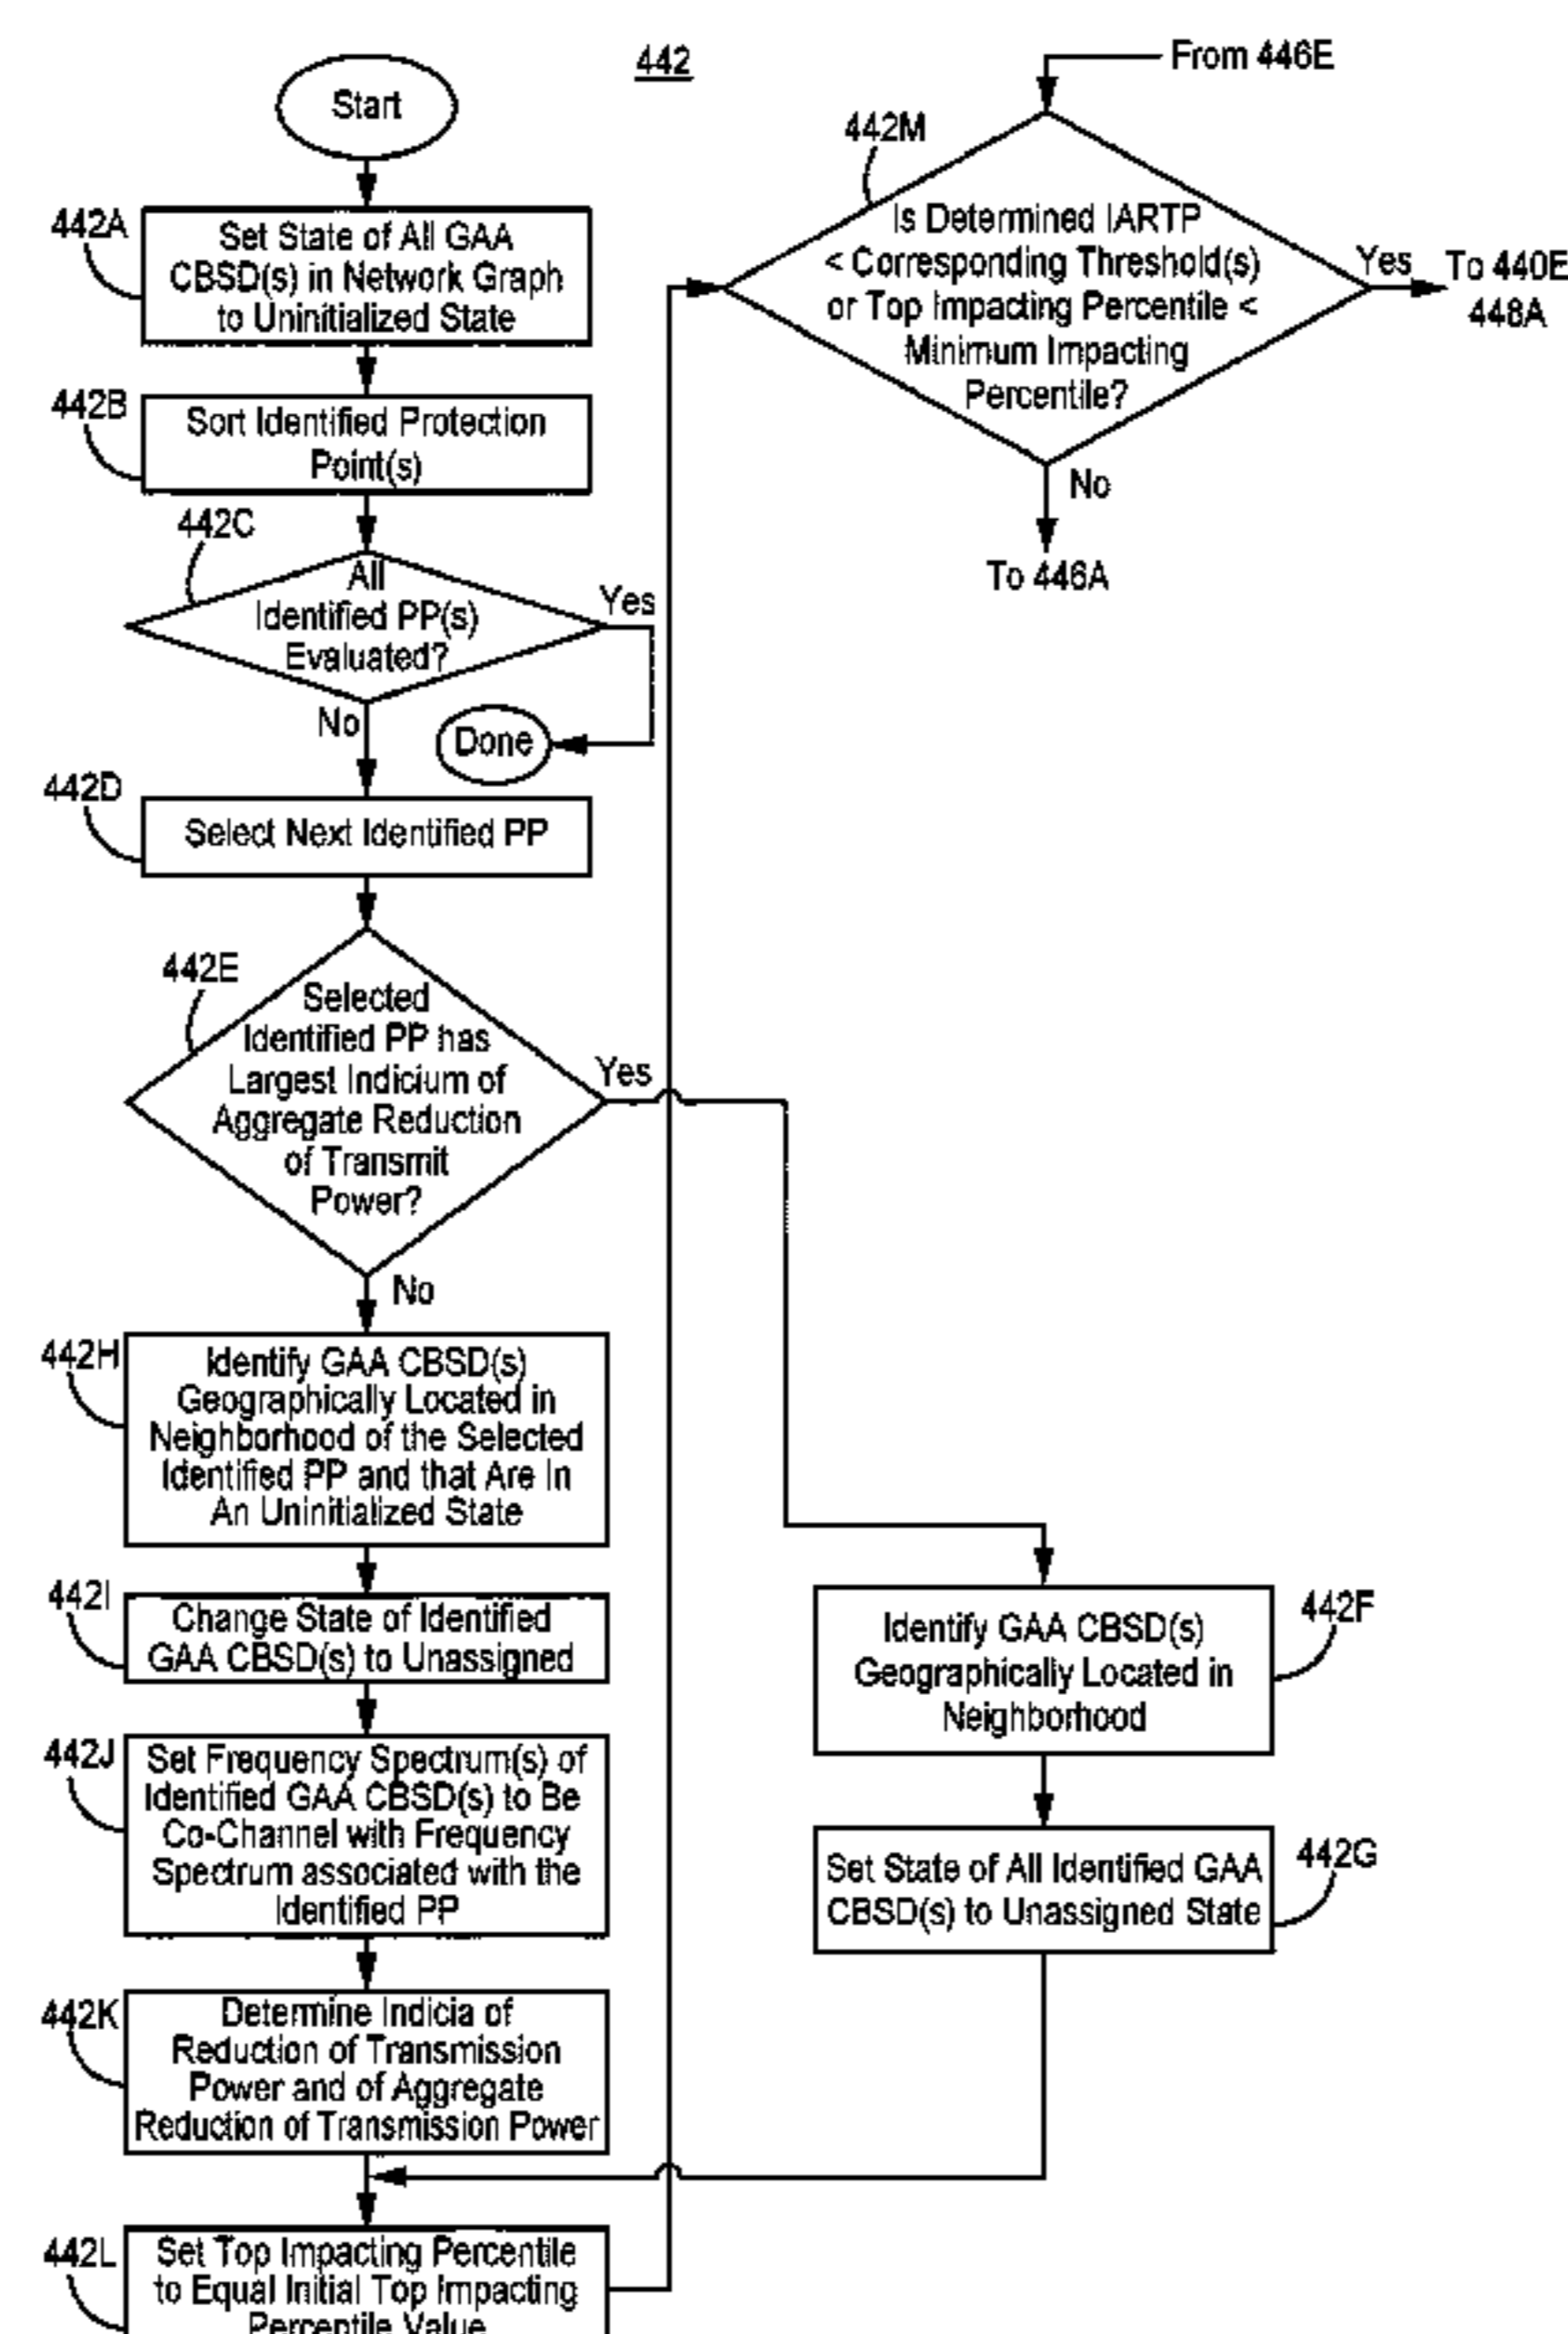 442
Start
442A
Set State of All GAA
CBSD(s) in Network Graph
to Uninitialized State
442B
Sort Identified Protection
Point(s)
442C
All
Identified PP(s)
Evaluated?
Yes
No
Done
442D
Select Next Identified PP
442E
Selected
Identified PP has
Largest Indicium of
Aggregate Reduction
of Transmit
Power?
Yes
No
442H
Identify GAA CBSD(s)
Geographically Located in
Neighborhood of the Selected
Identified PP and that Are In
An Uninitialized State
442I
Change State of Identified
GAA CBSD(s) to Unassigned
442J
Set Frequency Spectrum(s) of
Identified GAA CBSD(s) to Be
Co-Channel with Frequency
Spectrum associated with the
Identified PP
442K
Determine Indicia of
Reduction of Transmission
Power and of Aggregate
Reduction of Transmission Power
442L
Set Top Impacting Percentile
to Equal Initial Top Impacting
Percentile Value
From 446E
442M
Is Determined IARTP
< Corresponding Threshold(s)
or Top Impacting Percentile <
Minimum Impacting
Percentile?
Yes
To 440E
448A
No
To 446A
442F
Identify GAA CBSD(s)
Geographically Located in
Neighborhood
442G
Set State of All Identified GAA
CBSD(s) to Unassigned State